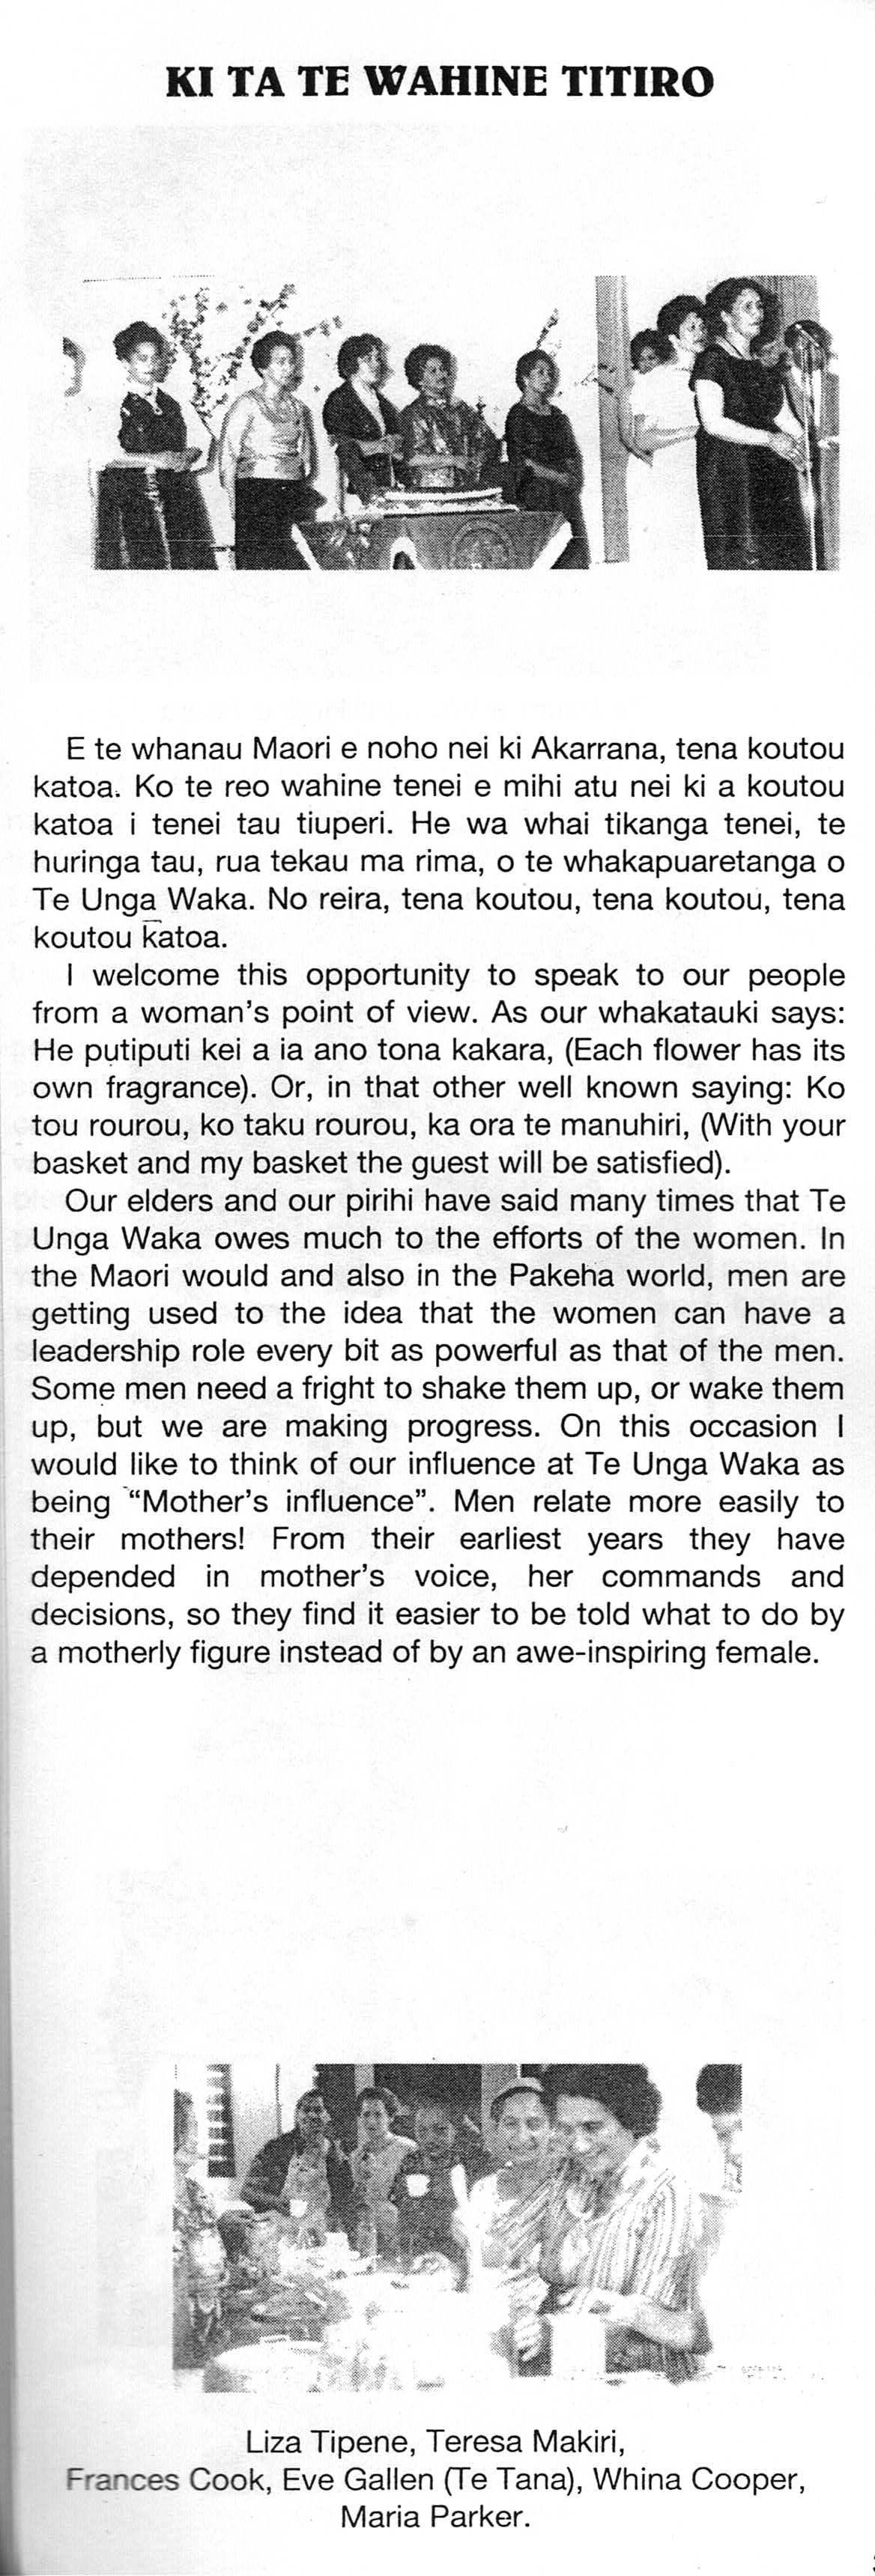 KI TA TE WAHINE TITIRO
E te whanau Maori e noho nei ki Akarrana, tena koutou
katoa. Ko te reo wahine tenei e mihi atu nei ki a koutou
katoa i tenei tau tiuperi. He wa whai tikanga tenei, te
huringa tau, rua tekau ma rima, o te whakapuaretanga o
Te Unga Waka. No reira, tena koutou, tena koutou, tena
koutou katoa.
I welcome this opportunity to speak to our people
from a woman's point of view. As our whakatauki says:
He putiputi kei a ia ano tona kakara, (Each flower has its
own fragrance). Or, in that other well known saying: Ko
tou rourou, ko taku rourou, ka ora te manuhiri, (With your
basket and my basket the guest will be satisfied).
Our elders and our pirihi have said many times that Te
Unga Waka owes much to the efforts of the women. In
the Maori would and also in the Pakeha world, men are
getting used to the idea that the women can have a
leadership role every bit as powerful as that of the men.
Some men need a fright to shake them up, or wake them
up, but we are making progress. On this occasion I
would like to think of our influence at Te Unga Waka as
being “Mother's influence”. Men relate more easily to
their mothers! From their earliest years they have
depended in mother's voice, her commands and
decisions, so they find it easier to be told what to do by
a motherly figure instead of by an awe-inspiring female.
Liza Tipene, Teresa Makiri,
Frances Cook, Eve Gallen (Te Tana), Whina Cooper,
Maria Parker.